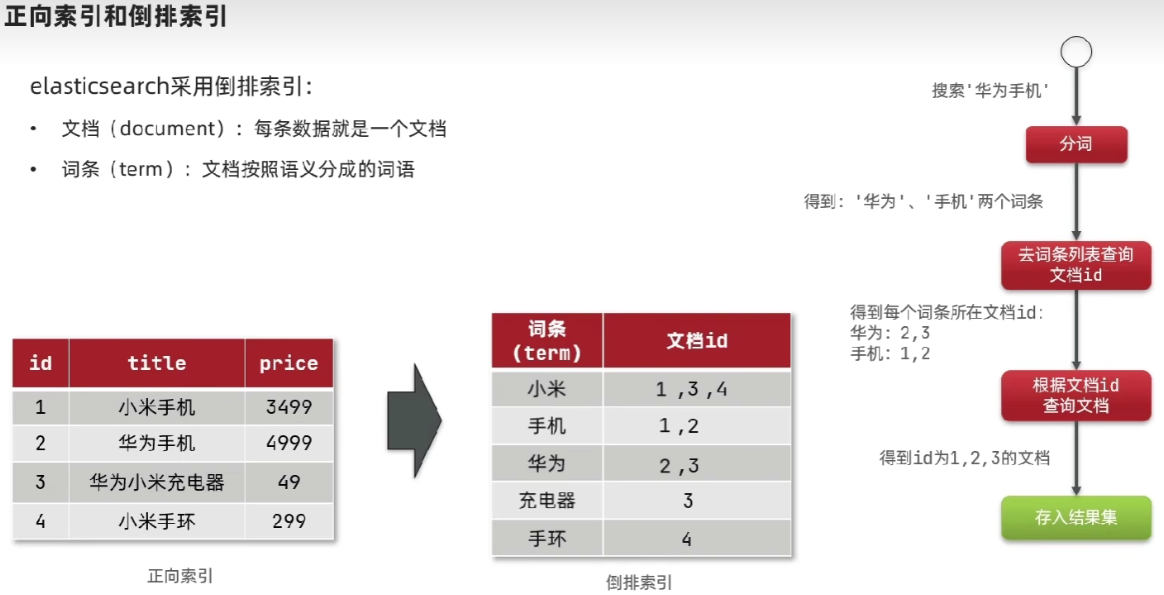 正向索引和倒排索引
elasticsearch采用倒排索引：
• 文档（document）：每条数据就是一个文档
• 词条（term）：文档按照语义分成的词语
id title price
1 小米手机 3499
2 华为手机 4999
3 华为小米充电器 49
4 小米手环 299
正向索引
词条
(term) 文档id
小米 1 ,3 ,4
手机 1 ,2
华为 2 ,3
充电器 3
手环 4
倒排索引
搜索'华为手机'
分词
得到：'华为'、'手机'两个词条
去词条列表查询
文档id
得到每个词条所在文档id：
华为：2,3
手机：1,2
根据文档id
查询文档
得到id为1,2,3的文档
存入结果集